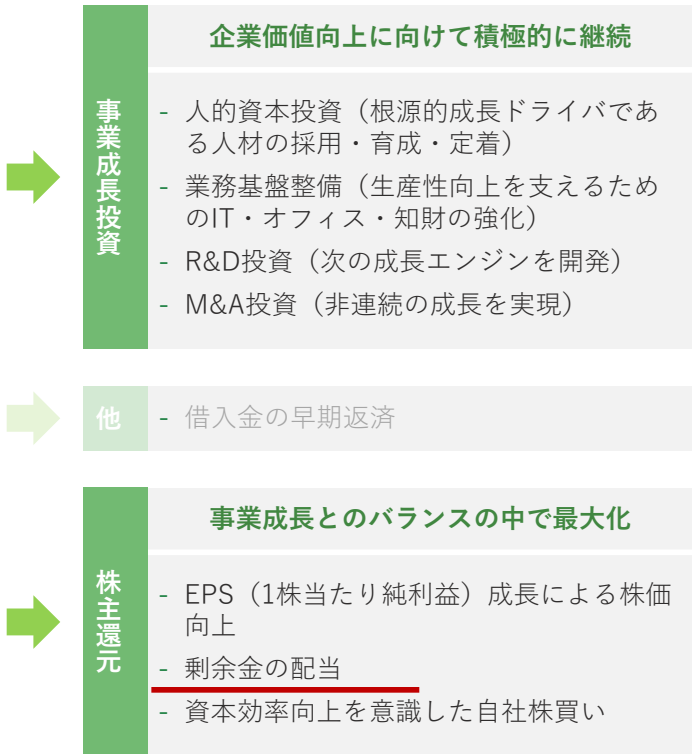 企業価値向上に向けて積極的に継続
事業成長投資
- 人的資本投資（根源的成長ドライバであ
る人材の採用・育成・定着）
- 業務基盤整備（生産性向上を支えるため
のIT・オフィス・知財の強化）
- R&D投資（次の成長エンジンを開発）
- M&A投資（非連続の成長を実現）
他
- 借入金の早期返済
事業成長とのバランスの中で最大化
株主還元
- EPS（1株当たり純利益）成長による株価
向上
- 剰余金の配当
- 資本効率向上を意識した自社株買い